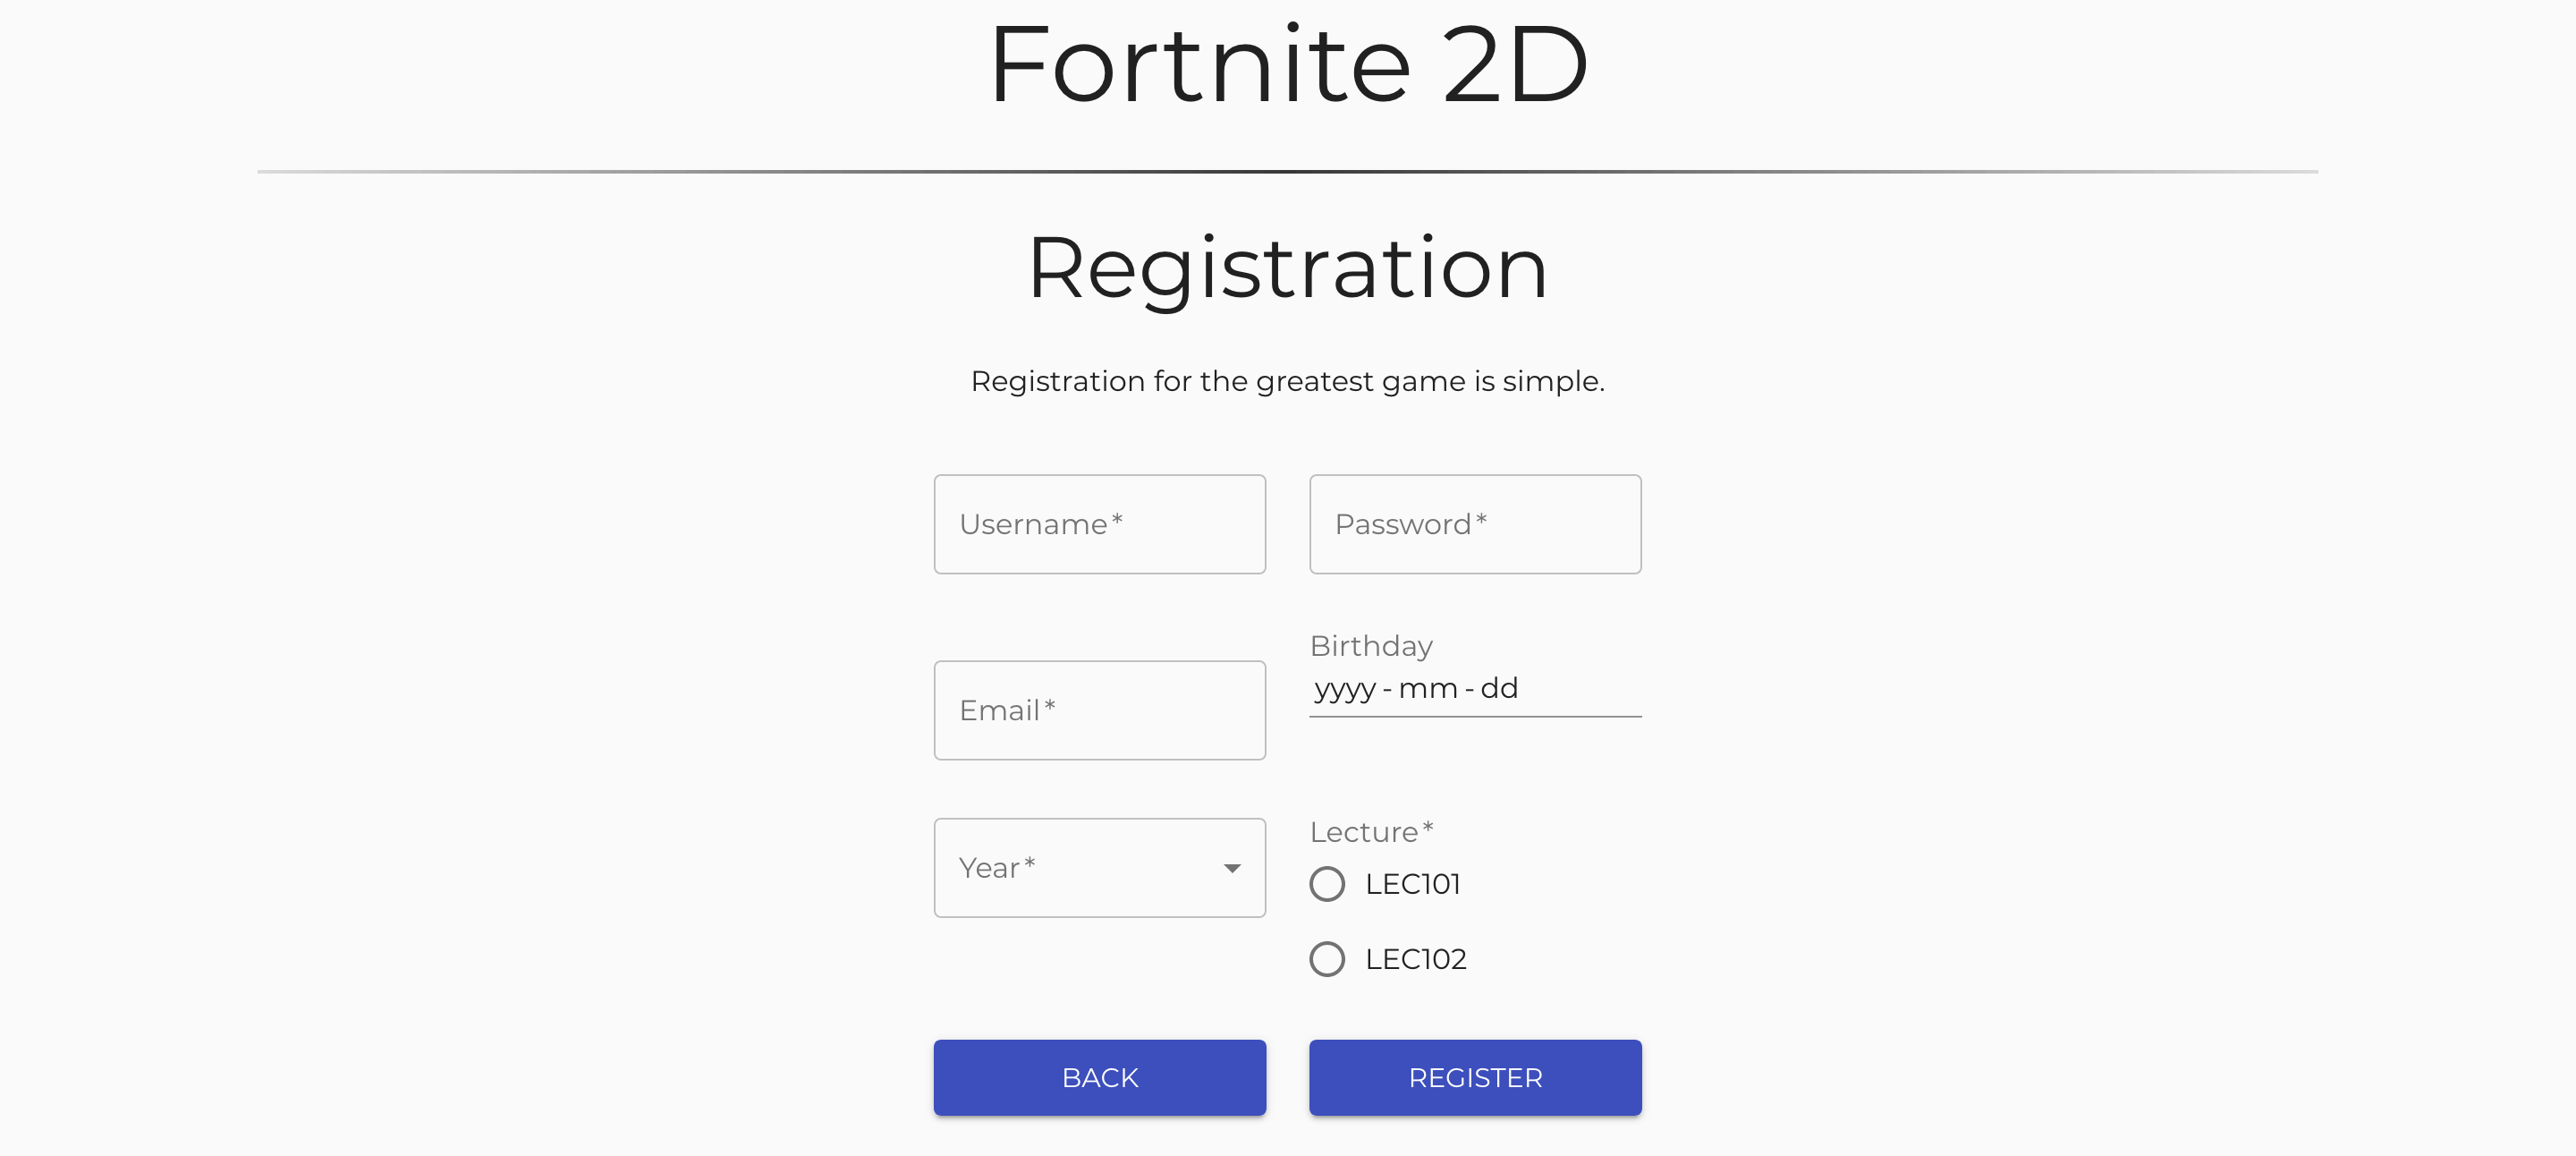 Fortnite 2D
Registration
Registration for the greatest game is simple.
Username *
Password *
Email *
Birthday
yyyy - mm - dd
Year *
Lecture *
LEC101
LEC102
BACK
REGISTER